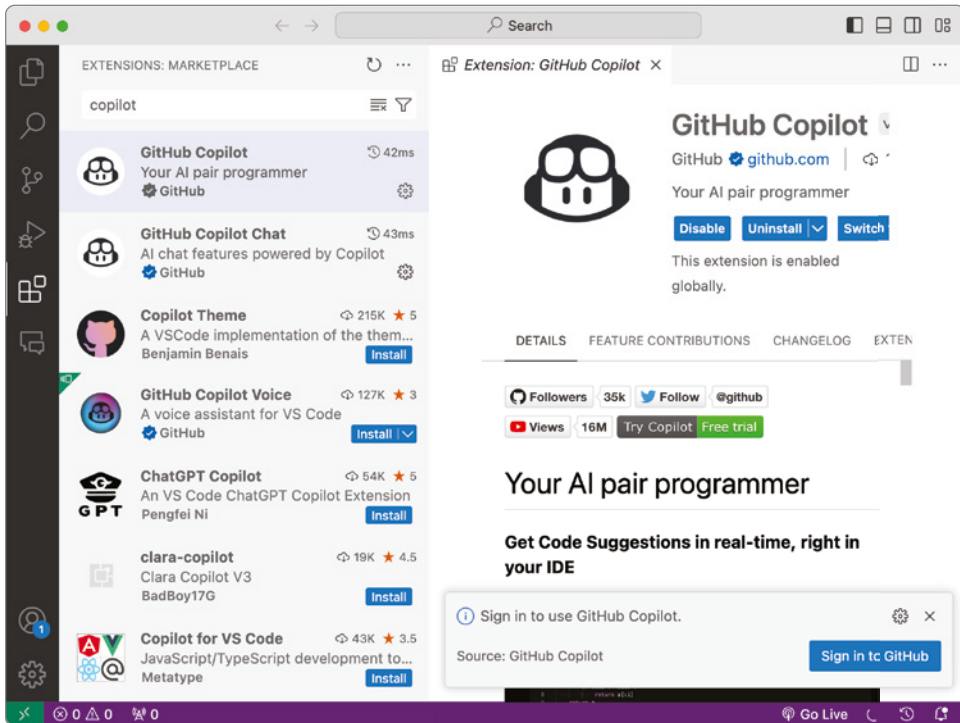 Search
EXTENSIONS: MARKETPLACE
copilot
GitHub Copilot 42ms
Your AI pair programmer
GitHub
GitHub Copilot Chat 43ms
AI chat features powered by Copilot
GitHub
Copilot Theme 215K ★ 5
A VSCode implementation of the them...
Benjamin Benais Install
GitHub Copilot Voice 127K ★ 3
A voice assistant for VS Code
GitHub Install
ChatGPT Copilot 54K ★ 5
GPT
An VS Code ChatGPT Copilot Extension
Pengfei Ni Install
clara-copilot 19K ★ 4.5
Clara Copilot V3
BadBoy17G Install
Copilot for VS Code 43K ★ 3.5
JavaScript/TypeScript development to...
Metatype Install
1
Extension: GitHub Copilot
GitHub Copilot
GitHub github.com
Your AI pair programmer
Disable Uninstall Switch
This extension is enabled
globally.
DETAILS FEATURE CONTRIBUTIONS CHANGELOG EXTEN
Followers 35k Follow @github
Views 16M Try Copilot Free trial
Your AI pair programmer
Get Code Suggestions in real-time, right in
your IDE
Sign in to use GitHub Copilot.
Source: GitHub Copilot Sign in to GitHub
0 0 0 Go Live